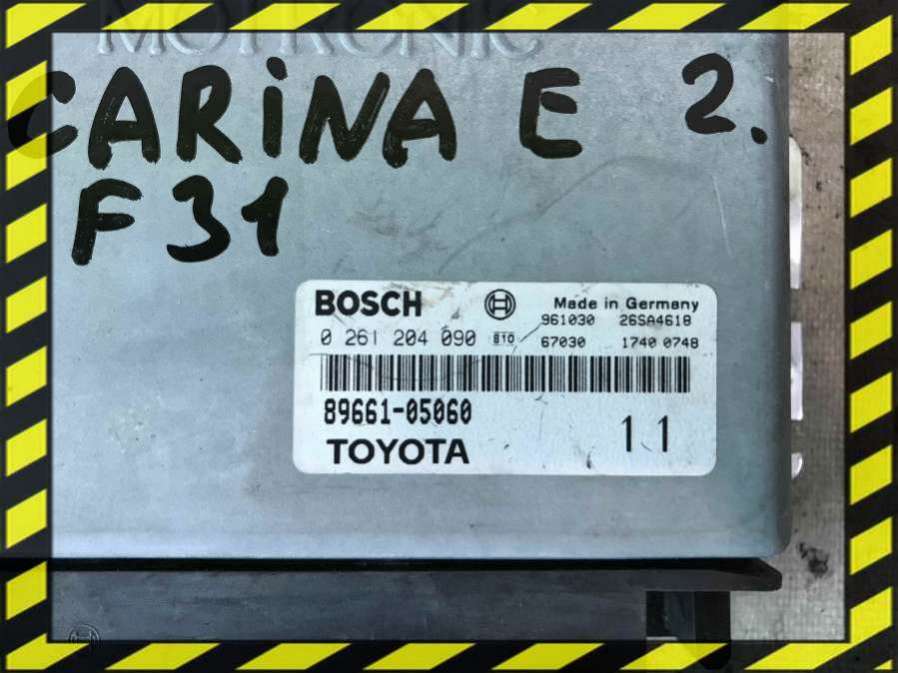 MOTRONIC
CARINA E 2.
F31
BOSCH Made in Germany
0 261 204 090 810 961030 26SA4618
67030 1740 0748
89661-05060
TOYOTA 11